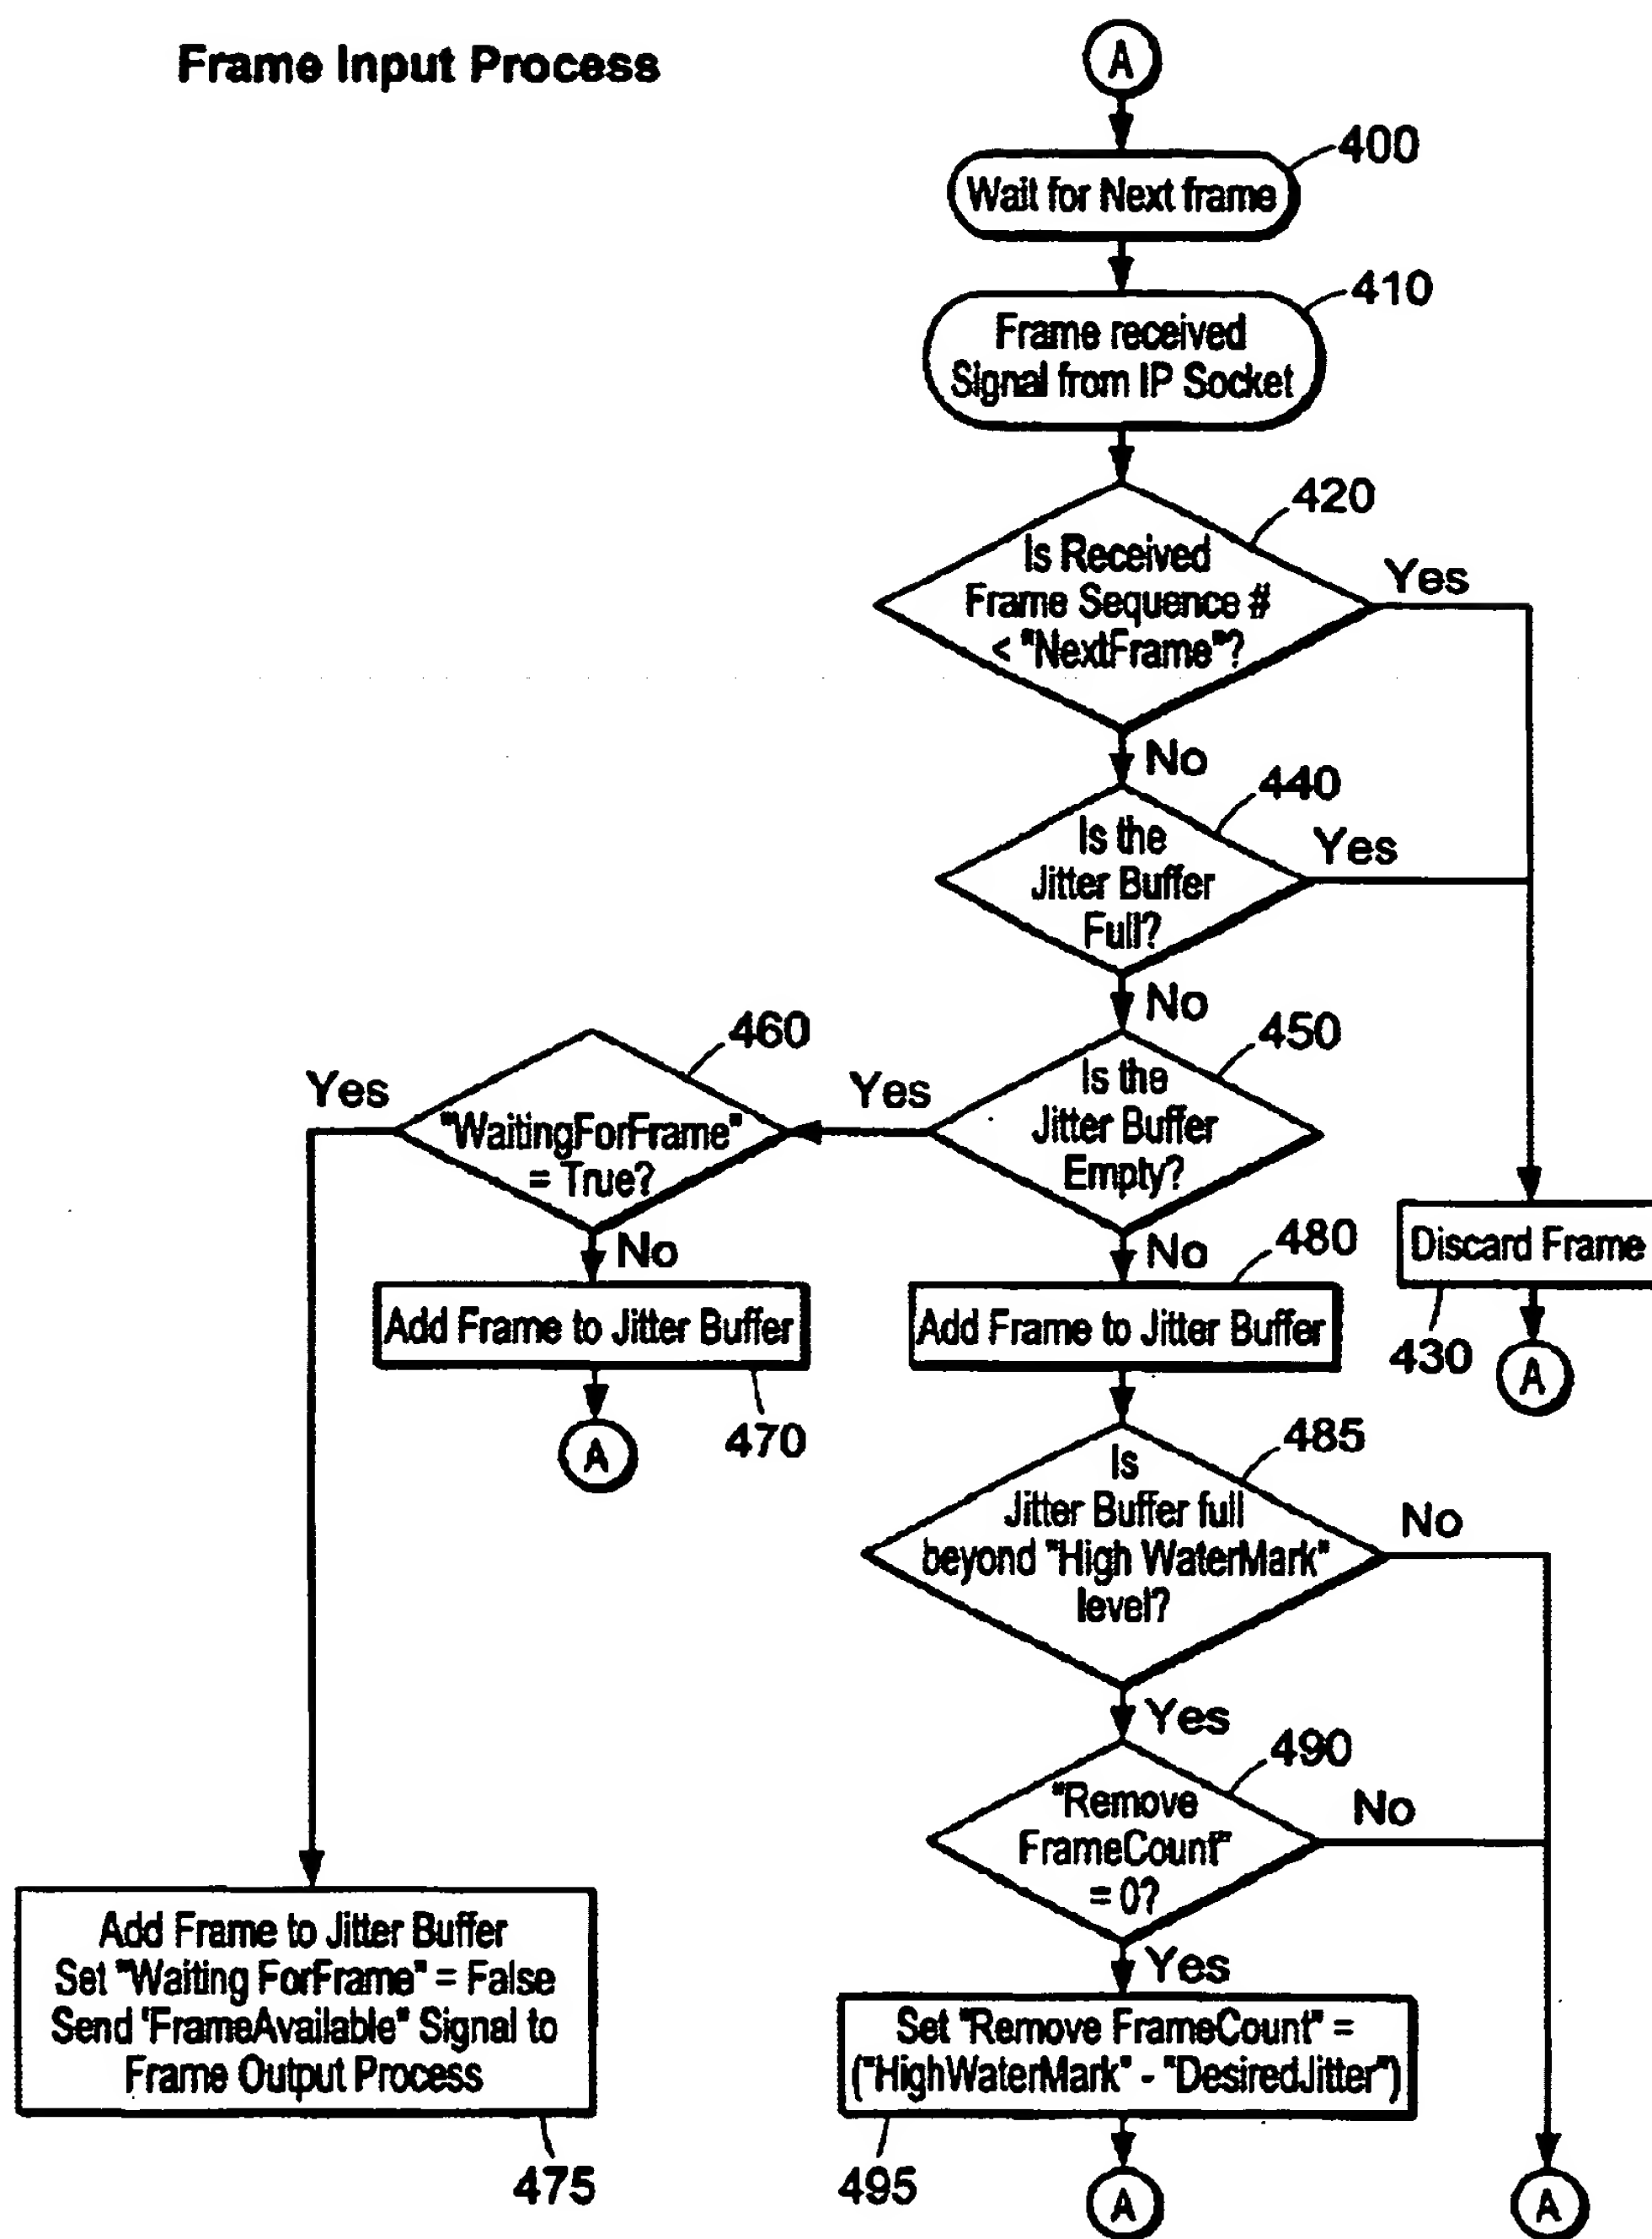 Frame Input Process
A
400
Wait for Next frame
410
Frame received
Signal from IP Socket
420
Is Received
Frame Sequence #
< "NextFrame"?
Yes
No
440
Is the
Jitter Buffer
Full?
Yes
No
450
Is the
Jitter Buffer
Empty?
Yes
No
460
"WaitingForFrame"
= True?
Yes
No
Discard Frame
430
A
Add Frame to Jitter Buffer
470
A
480
Add Frame to Jitter Buffer
485
Is
Jitter Buffer full
beyond "High WaterMark"
level?
No
Yes
490
"Remove
FrameCount"
= 0?
No
Yes
Add Frame to Jitter Buffer
Set "Waiting ForFrame" = False
Send 'FrameAvailable" Signal to
Frame Output Process
475
Set "Remove FrameCount" =
("HighWaterMark" - "DesiredJitter")
495
A
A